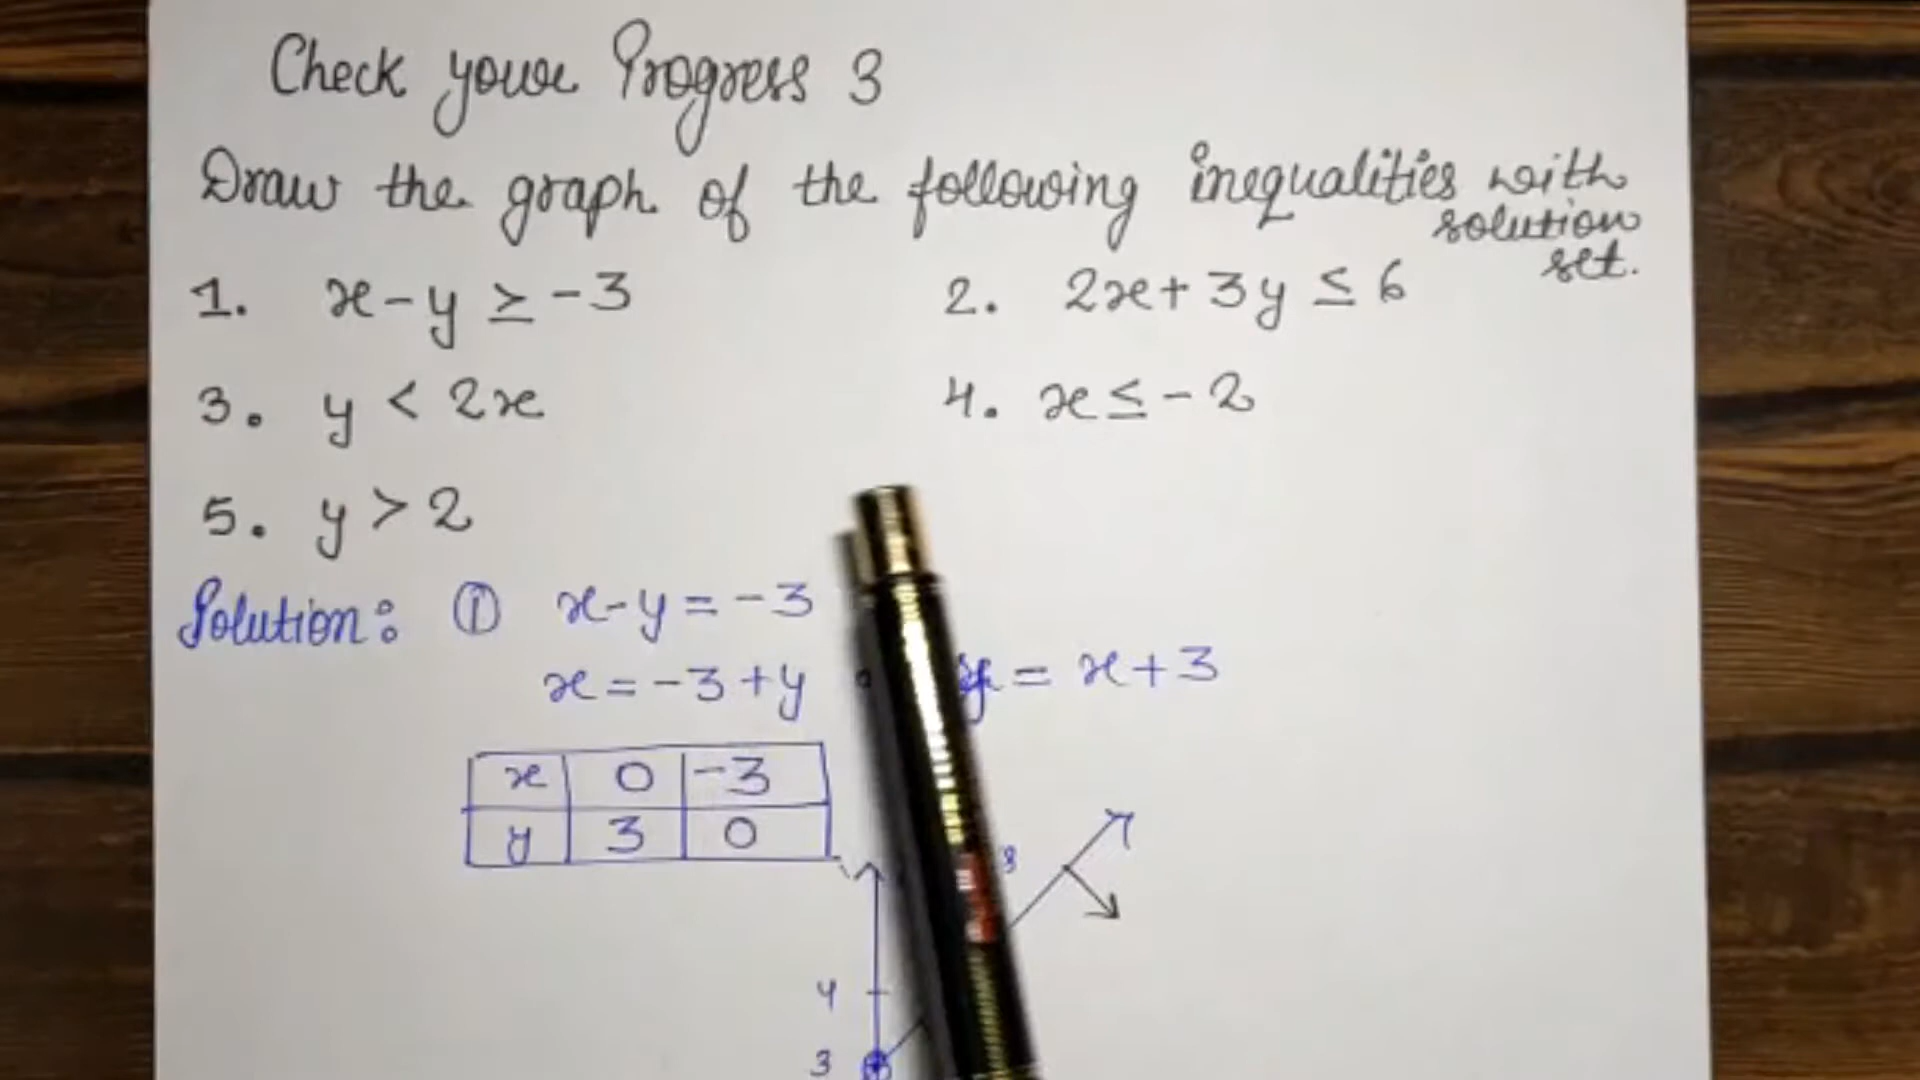 Check your Progress 3
Draw the graph of the following inequalities with
solution
set.
1. x - y ≥ -3 2. 2x + 3y ≤ 6
3. y < 2x 4. x ≤ -2
5. y > 2
Solution: ① x - y = -3
x = -3 + y y = x + 3
x 0 -3
y 3 0
4
3